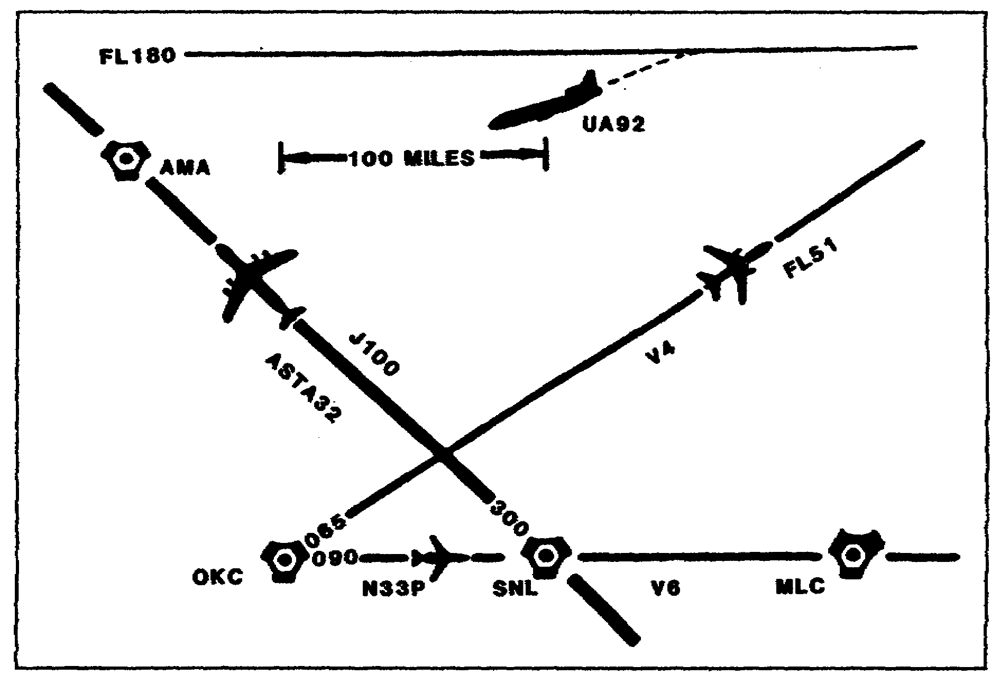 FL180
UA92
AMA
100 MILES
FL51
J100
V4
ASTA32
065
300
090
OKC
N33P
SNL
V6
MLC